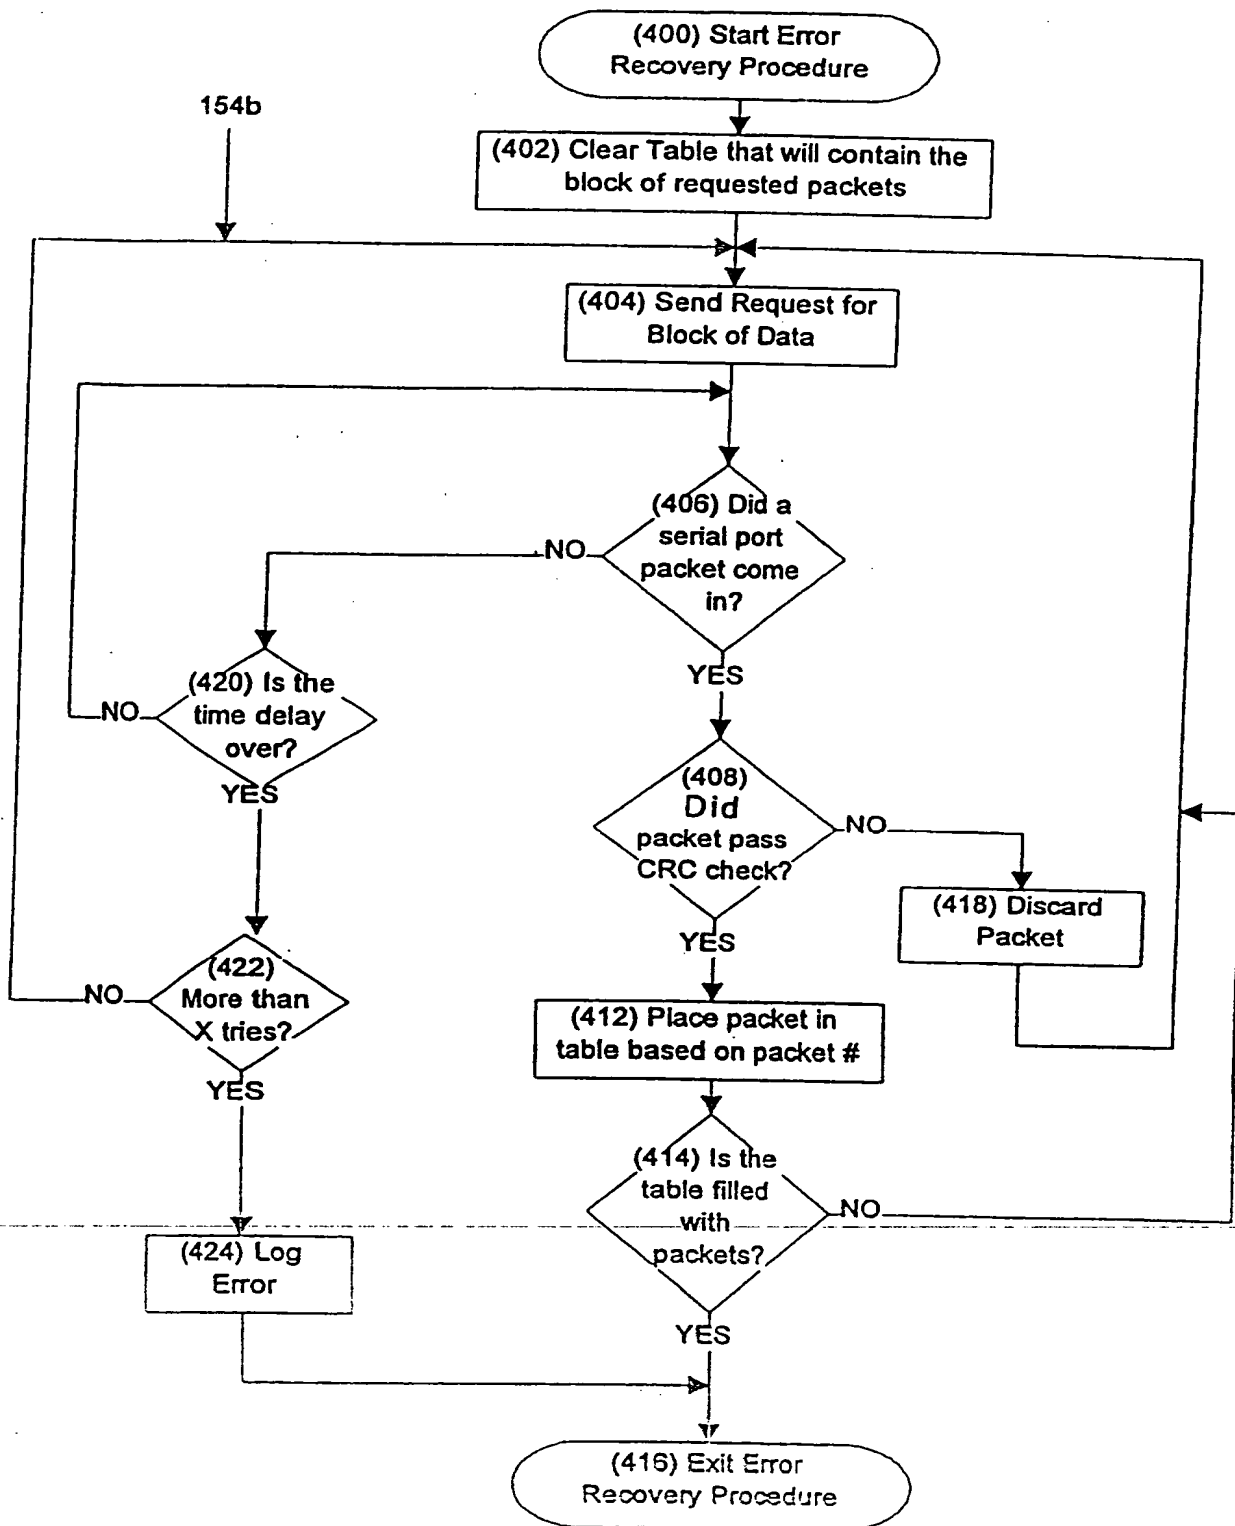 (400) Start Error
Recovery Procedure
154b
(402) Clear Table that will contain the
block of requested packets
(404) Send Request for
Block of Data
(406) Did a
serial port
packet come
in?
NO
YES
(420) Is the
time delay
over?
NO
YES
(408)
Did
packet pass
CRC check?
NO
YES
(418) Discard
Packet
(422)
More than
X tries?
NO
YES
(412) Place packet in
table based on packet #
(414) Is the
table filled
with
packets?
NO
YES
(424) Log
Error
(416) Exit Error
Recovery Procedure